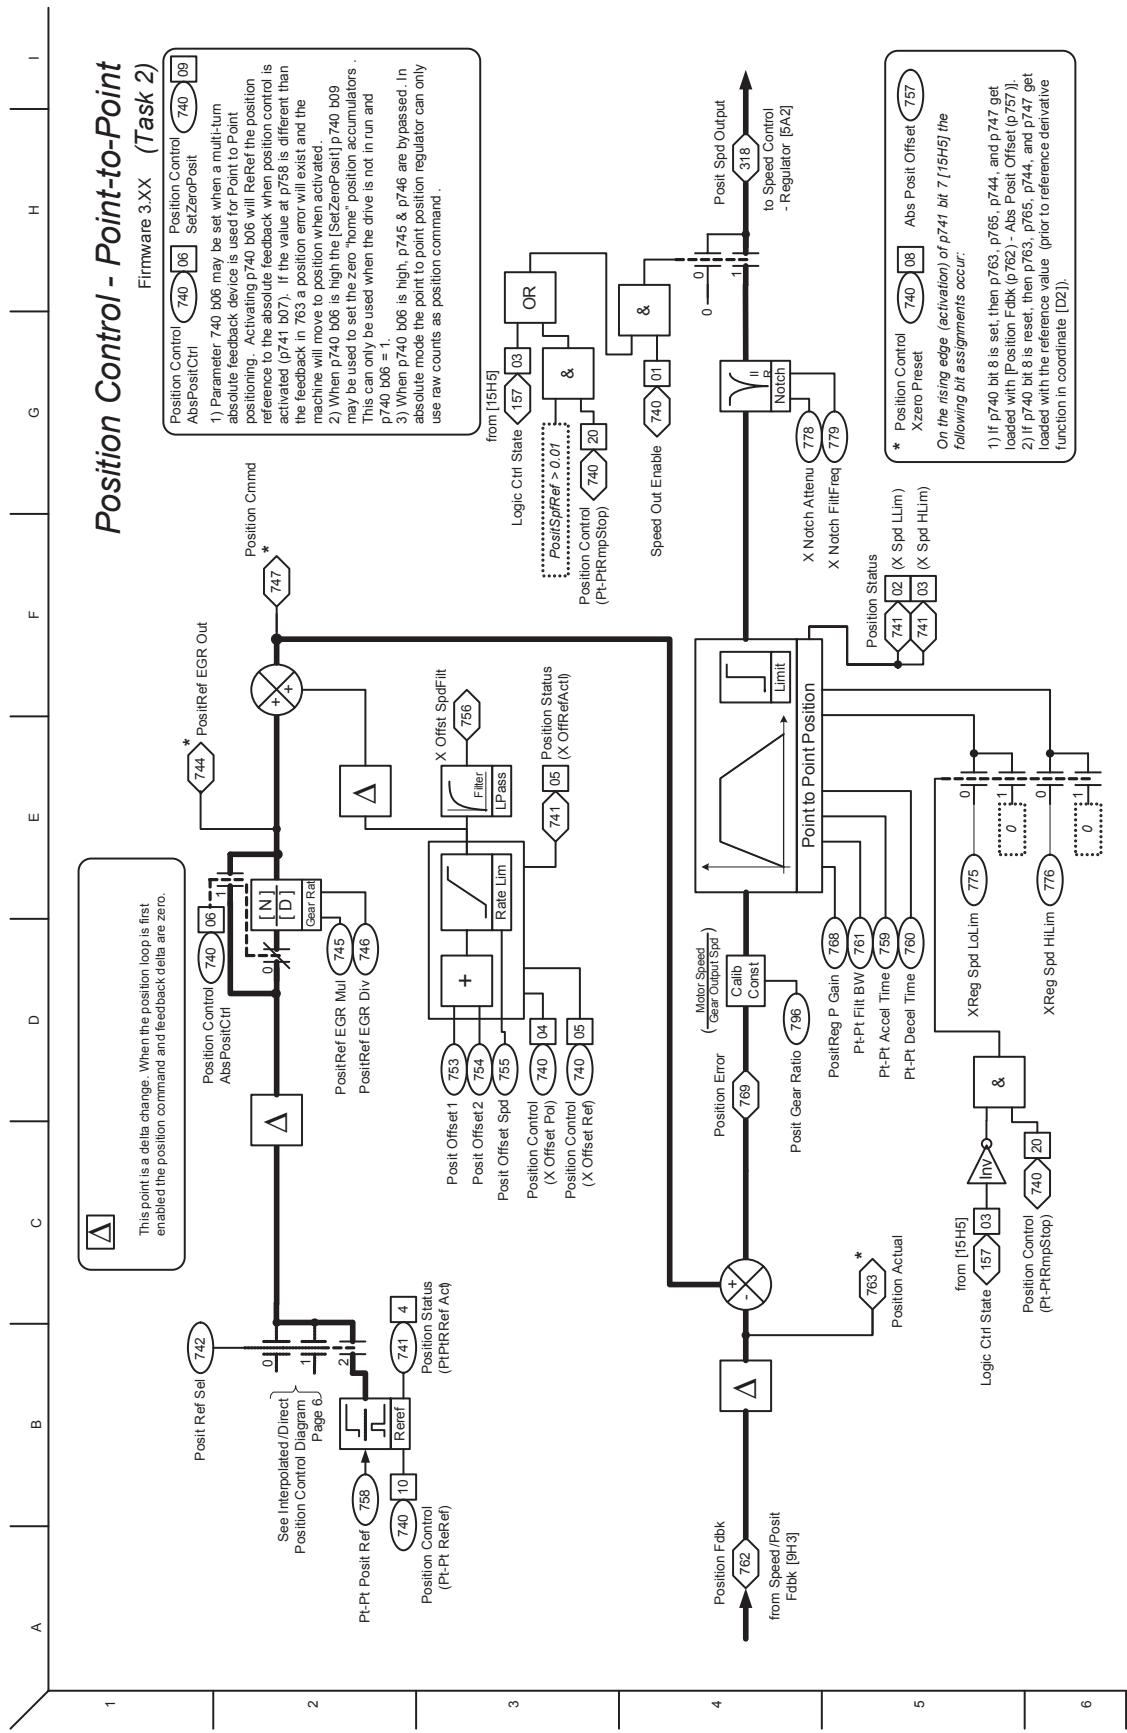 Position Control - Point-to-Point
Firmware 3.XX (Task 2)
A
B
C
D
E
F
G
H
I
1
2
3
4
5
6
Δ
This point is a delta change. When the position loop is first
enabled the position command and feedback delta are zero.
Position Control
AbsPositCtrl
740
06
Position Control
SetZeroPosit
740
09
1) Parameter 740 b06 may be set when a multi-turn
absolute feedback device is used for Point to Point
positioning. Activating p740 b06 will ReRef the position
reference to the absolute feedback when position control is
activated (p741 b07). If the value at p758 is different than
the feedback in 763 a position error will exist and the
machine will move to position when activated.
2) When p740 b06 is high the [SetZeroPosit] p740 b09
may be used to set the zero "home" position accumulators .
This can only be used when the drive is not in run and
p740 b06 = 1.
3) When p740 b06 is high, p745 & p746 are bypassed. In
absolute mode the point to point position regulator can only
use raw counts as position command .
Posit Ref Sel
742
0
1
2
See Interpolated /Direct
Position Control Diagram
Page 6.
Pt-Pt Posit Ref
758
Reref
740
10
Position Control
(Pt-Pt ReRef)
741
4
Position Status
(PtPtRRef Act)
Δ
Position Control
AbsPositCtrl
740
06
0
1
[ N ]
[ D ]
Gear Rat
745
PositRef EGR Mul
746
PositRef EGR Div
744
*
PositRef EGR Out
+
+
747
*
Position Cmmd
Δ
Posit Offset 1
753
Posit Offset 2
754
Posit Offset Spd
755
Position Control
(X Offset Pol)
740
04
Position Control
(X Offset Ref)
740
05
+
Rate Lim
Filter
LPass
X Offst SpdFilt
756
741
05
Position Status
(X OffRefActl)
from [15H5]
Logic Ctrl State
157
03
PositSpfRef > 0.01
Position Control
(Pt-PtRmpStop)
740
20
&
OR
&
Speed Out Enable
740
01
Position Fdbk
762
from Speed /Posit
Fdbk [9H3]
Δ
+
-
763
*
Position Actual
Position Error
769
( Motor Speed
Gear Output Spd )
Calib
Const
796
Posit Gear Ratio
Limit
Point to Point Position
PositReg P Gain
768
Pt-Pt Filt BW
761
Pt-Pt Accel Time
759
Pt-Pt Decel Time
760
XReg Spd LoLim
775
0
1
0
XReg Spd HiLim
776
0
1
0
from [15H5]
Logic Ctrl State
157
03
Inv
Position Control
(Pt-PtRmpStop)
740
20
&
Position Status
741
02
(X Spd LLim)
741
03
(X Spd HLim)
Notch
II
R
X Notch Attenu
778
X Notch FiltFreq
779
0
0
1
Posit Spd Output
318
to Speed Control
- Regulator [5A2]
* Position Control
Xzero Preset
740
08
Abs Posit Offset
757
On the rising edge (activation) of p741 bit 7 [15H5] the
following bit assignments occur:
1) If p740 bit 8 is set, then p763, p765, p744, and p747 get
loaded with [Position Fdbk (p762) - Abs Posit Offset (p757)].
2) If p740 bit 8 is reset, then p763, p765, p744, and p747 get
loaded with the reference value (prior to reference derivative
function in coordinate [D2]).